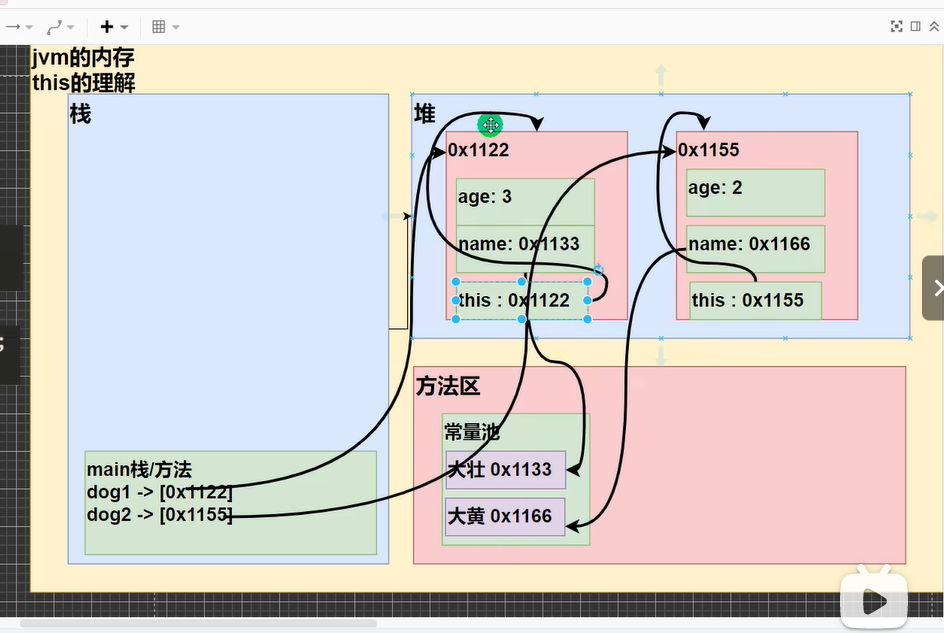 jvm的内存
this的理解
栈
堆
0x1122
age: 3
name: 0x1133
this : 0x1122
0x1155
age: 2
name: 0x1166
this : 0x1155
方法区
常量池
大壮 0x1133
大黄 0x1166
main栈/方法
dog1 -> [0x1122]
dog2 -> [0x1155]